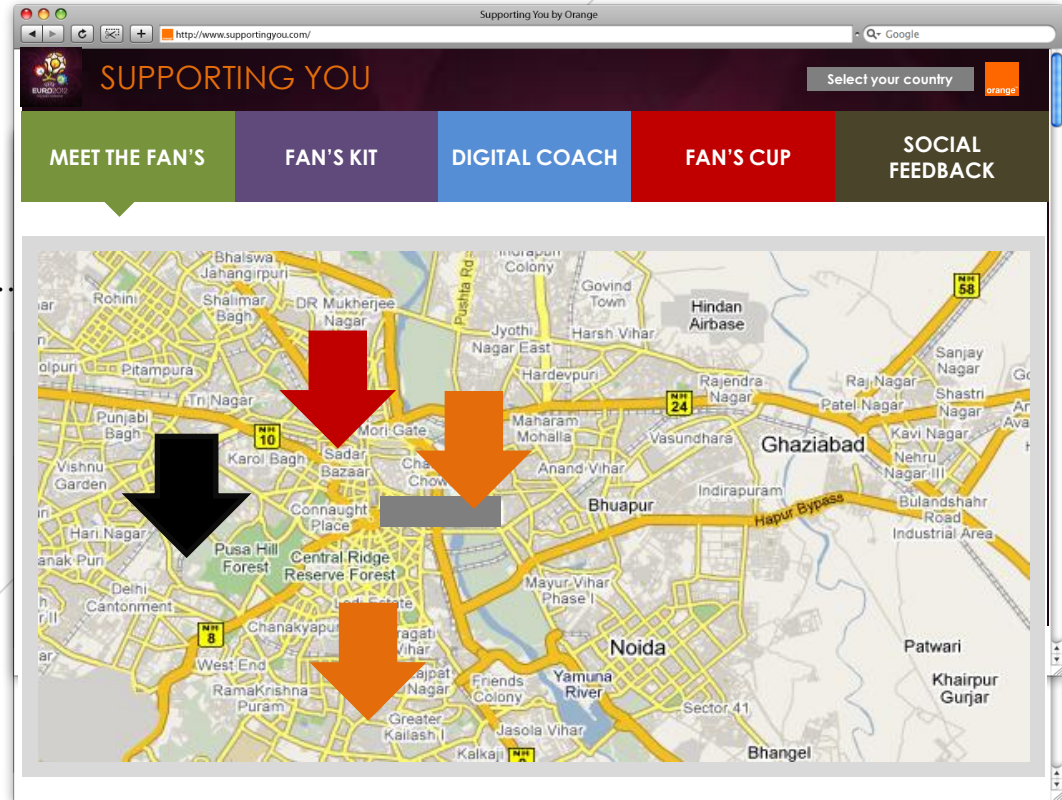 Supporting You by Orange
http://www.supportingyou.com/
Google
EURO2012
SUPPORTING YOU
Select your country
orange
MEET THE FAN'S
FAN'S KIT
DIGITAL COACH
FAN'S CUP
SOCIAL
FEEDBACK
Bhalswa
Jahangirpuri
Colony
Pushta Rd
Govind
Town
NH
58
Rohini
Shalimar
Bagh
DR Mukherjee
Nagar
Hindan
Airbase
Jyothi
Nagar East
Harsh Vihar
Sanjay
Nagar
Pitampura
Hardevpuri
Rajendra
Nagar
Raj Nagar
Shastri
Nagar
Tri Nagar
NH
24
Patel Nagar
Punjabi
Bagh
NH
10
Mori Gate
Maharam
Mohalla
Vasundhara
Ghaziabad
Kavi Nagar
Nehru
Nagar III
Vishnu
Garden
Karol Bagh
Sadar
Bazaar
Anand Vihar
Indirapuram
Bulandshahr
Road
Industrial Area
Connaught
Place
Bhuapur
Hapur Bypass
Hari Nagar
Pusa Hill
Forest
Central Ridge
Reserve Forest
Delhi
Cantonment
Mayur Vihar
Phase I
NH
8
Noida
Patwari
West End
RamaKrishna
Puram
Nagar
Friends
Colony
Yamuna
River
Khairpur
Gurjar
Sector 41
Greater
Kailash I
Jasola Vihar
Kalkaji
NH
Bhangel